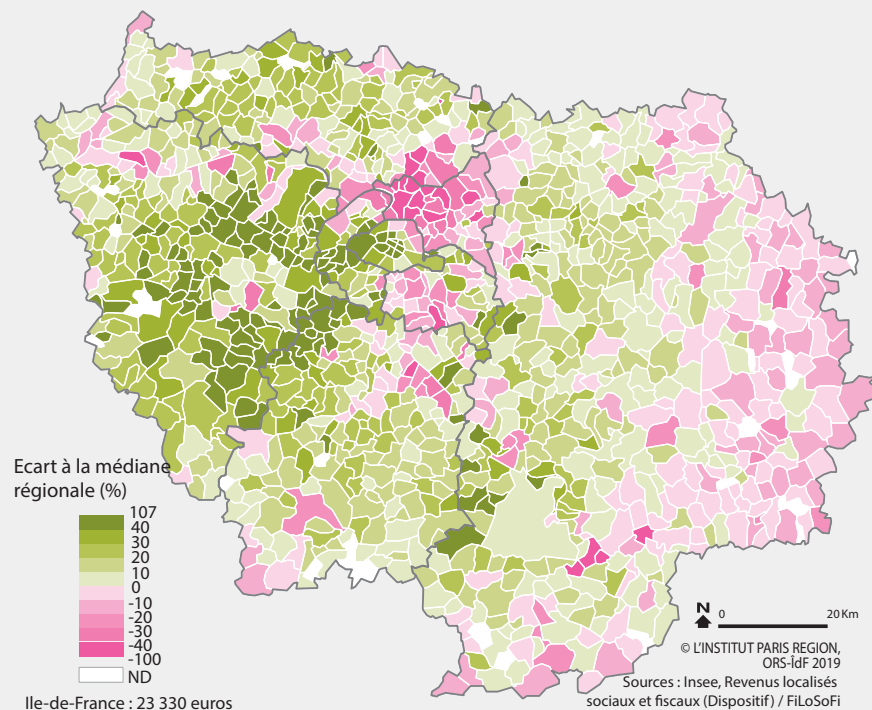 Ecart à la médiane
régionale (%)
107
40
30
20
10
0
-10
-20
-30
-40
-100
ND
Ile-de-France : 23 330 euros
N
0
20 Km
© L'INSTITUT PARIS REGION,
ORS-ÎdF 2019
Sources : Insee, Revenus localisés
sociaux et fiscaux (Dispositif) / FiLoSoFi